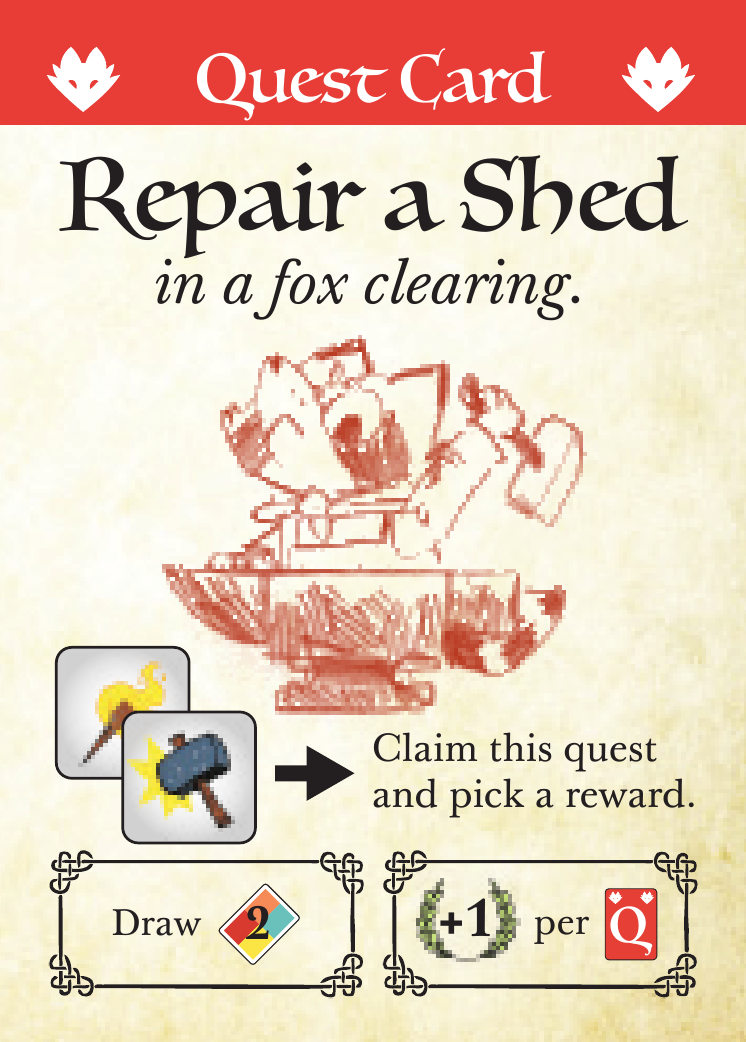 Quest Card
Repair a Shed
in a fox clearing.
Claim this quest
and pick a reward.
Draw 2
+1 per Q